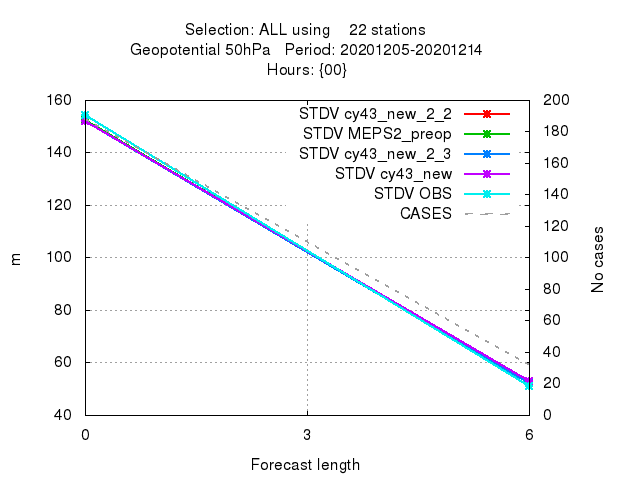 Selection: ALL using    22 stations
Geopotential 50hPa   Period: 20201205-20201214
Hours: {00}
160 200
STDV cy43_new_2_2
180
STDV MEPS2_preop
140 160
STDV cy43_new_2_3
STDV cy43_new
140
STDV OBS
120 120
CASES
m 100 100 No cases
80
80
60
60 40
20
40 0
0 3 6
Forecast length